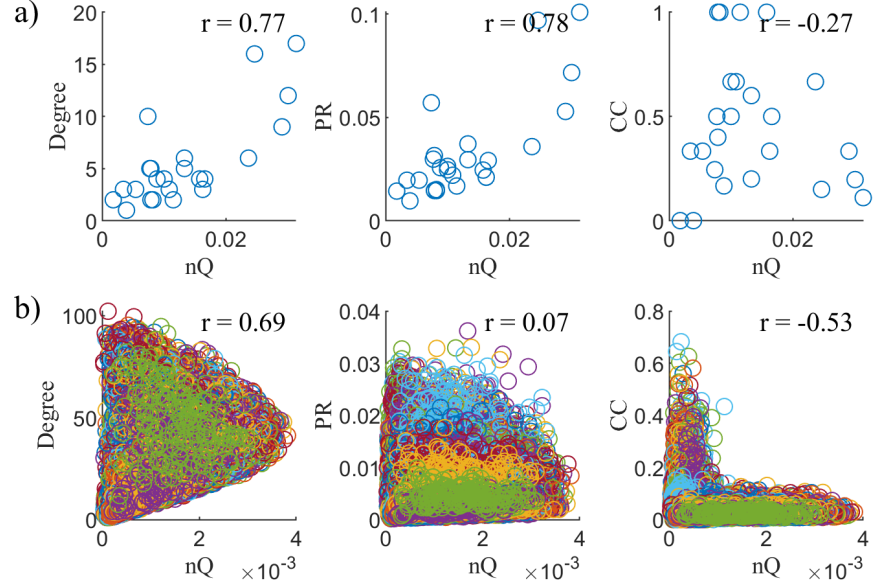 a)
20
15
10
5
0
Degree
r = 0.77
0
0.02
nQ
0.1
0.05
0
PR
r = 0.78
0
0.02
nQ
1
0.5
0
CC
r = -0.27
0
0.02
nQ
b)
100
50
0
Degree
r = 0.69
0
2
4
nQ
×10⁻³
0.04
0.03
0.02
0.01
0
PR
r = 0.07
0
2
4
nQ
×10⁻³
0.8
0.6
0.4
0.2
0
CC
r = -0.53
0
2
4
nQ
×10⁻³